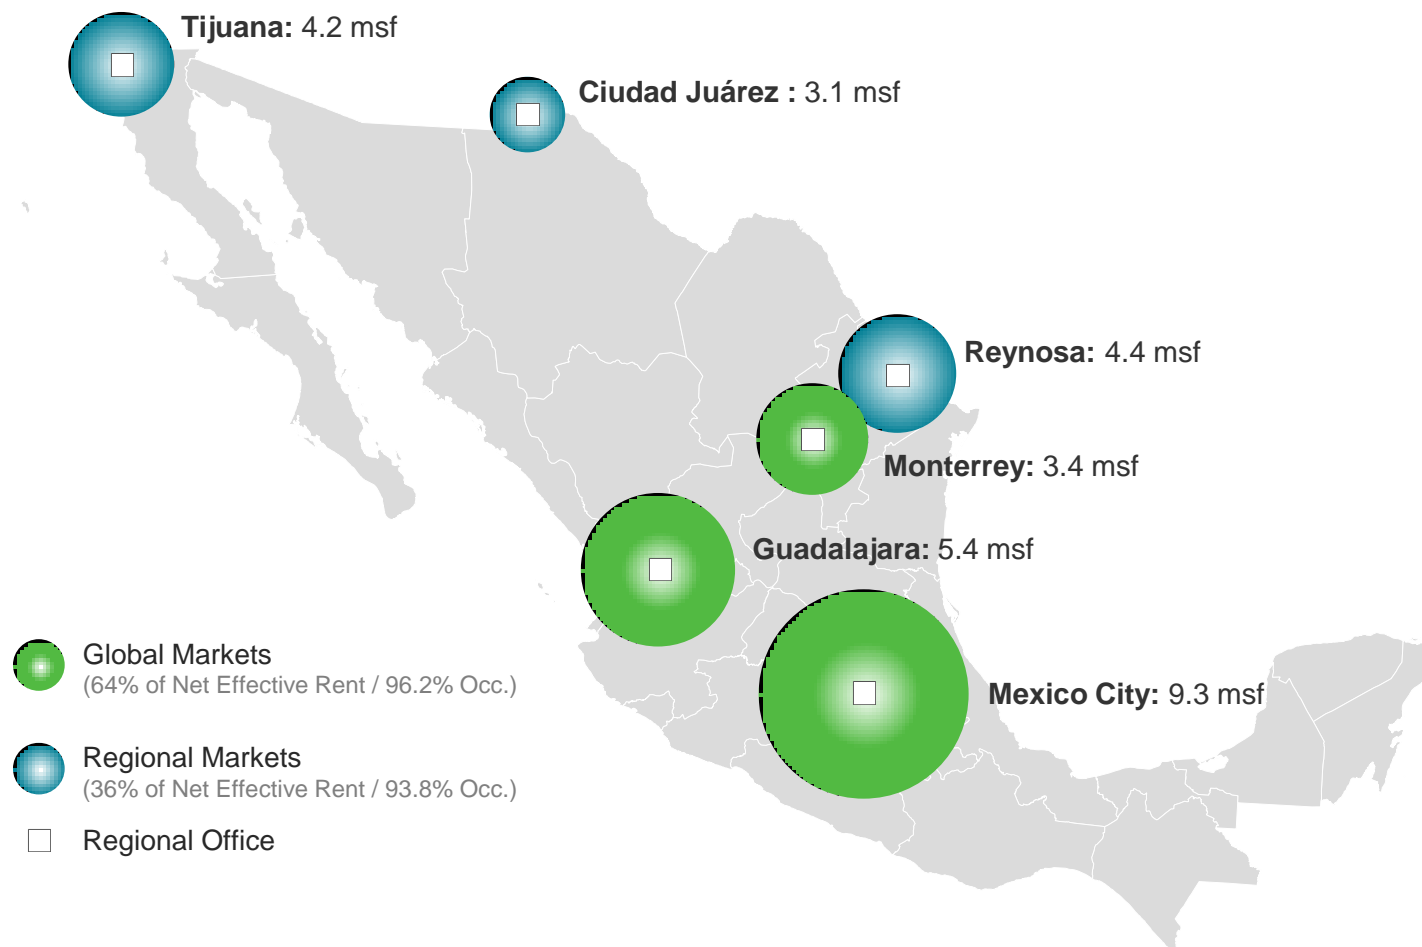 Tijuana: 4.2 msf
Ciudad Juárez : 3.1 msf
Reynosa: 4.4 msf
Monterrey: 3.4 msf
Guadalajara: 5.4 msf
Mexico City: 9.3 msf
Global Markets
(64% of Net Effective Rent / 96.2% Occ.)
Regional Markets
(36% of Net Effective Rent / 93.8% Occ.)
Regional Office